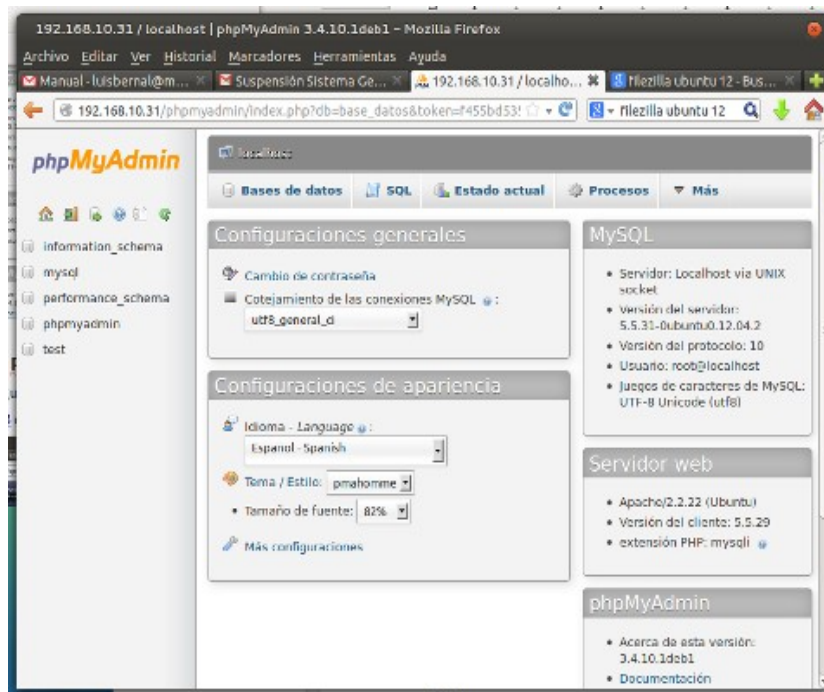 192.168.10.31 / localhost | phpMyAdmin 3.4.10.1deb1 - Mozilla Firefox
Archivo Editar Ver Historial Marcadores Herramientas Ayuda
Manual - luisbernal@m... Suspensión Sistema Ge... 192.168.10.31 / localho... filezilla ubuntu 12 - Bus...
192.168.10.31/phpmyadmin/index.php?db=base_datos&token=f455bd53 filezilla ubuntu 12
phpMyAdmin
information_schema
mysql
performance_schema
phpmyadmin
test
localhost
Bases de datos SQL Estado actual Procesos Más
Configuraciones generales
Cambio de contraseña
Cotejamiento de las conexiones MySQL :
utf8_general_ci
Configuraciones de apariencia
Idioma - Language :
Espanol - Spanish
Tema / Estilo: pmahomme
Tamaño de fuente: 82%
Más configuraciones
MySQL
Servidor: Localhost via UNIX
socket
Versión del servidor:
5.5.31-0ubuntu0.12.04.2
Versión del protocolo: 10
Usuario: root@localhost
Juegos de caracteres de MySQL:
UTF-8 Unicode (utf8)
Servidor web
Apache/2.2.22 (Ubuntu)
Versión del cliente: 5.5.29
extensión PHP: mysqli
phpMyAdmin
Acerca de esta versión:
3.4.10.1deb1
Documentación